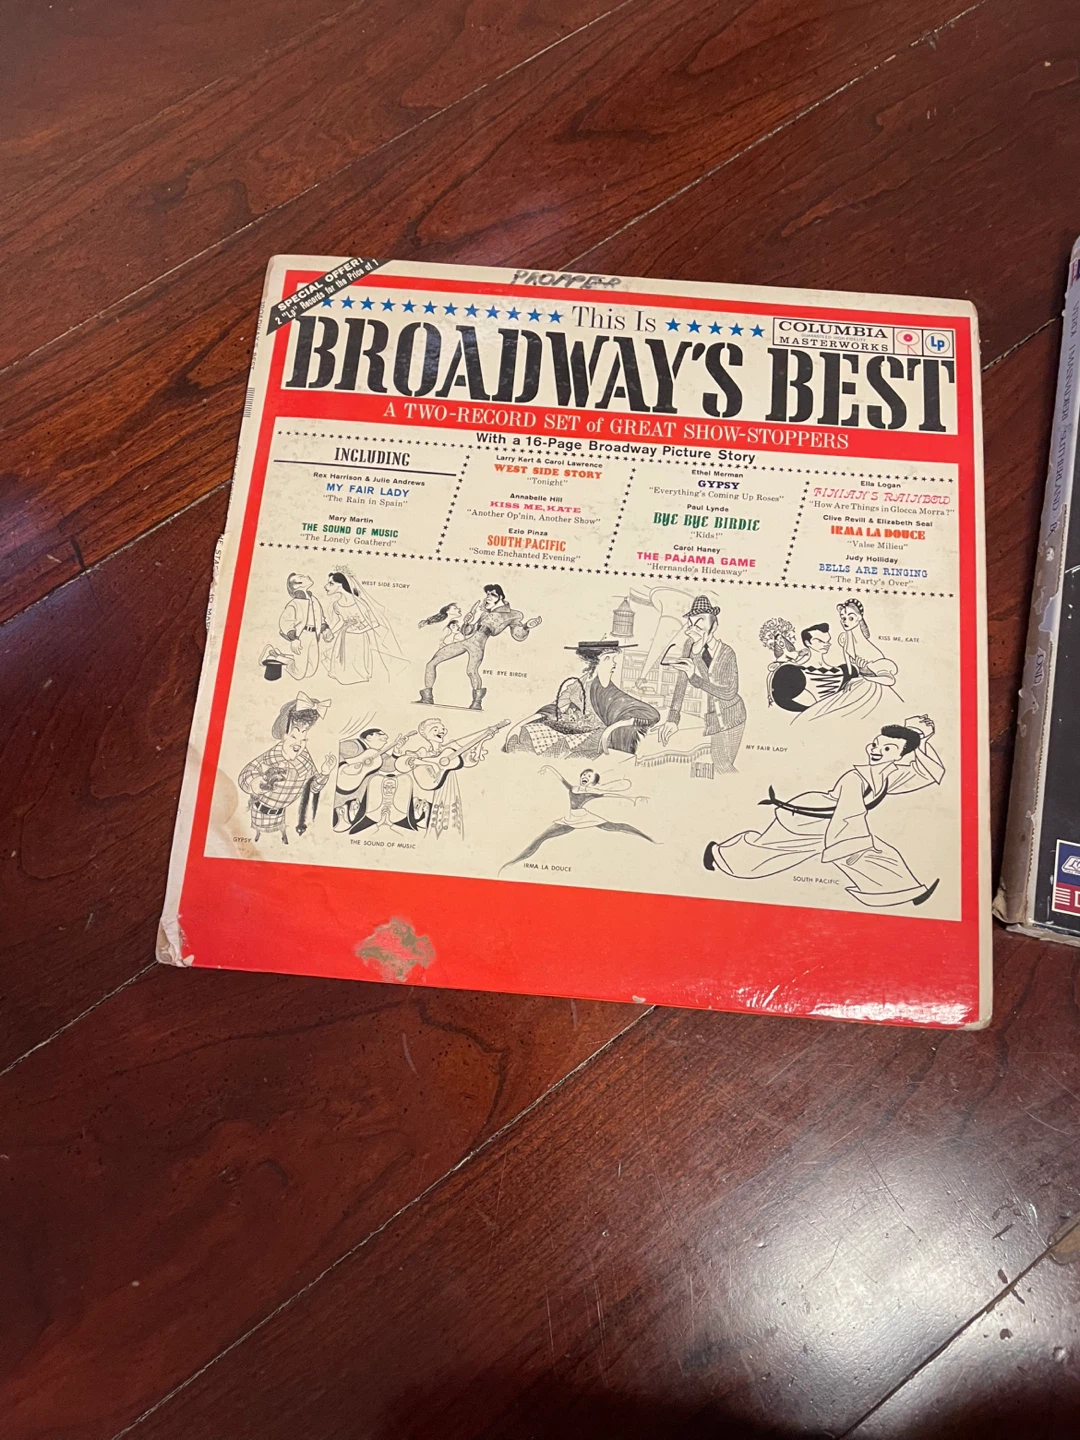 PROPPER
SPECIAL OFFER!
2 "Lp" Records for the Price of 1
This Is
COLUMBIA
GUARANTEED HIGH-FIDELITY
MASTERWORKS
Lp
BROADWAY'S BEST
A TWO-RECORD SET of GREAT SHOW-STOPPERS
With a 16-Page Broadway Picture Story
INCLUDING
Rex Harrison & Julie Andrews
MY FAIR LADY
"The Rain in Spain"
Mary Martin
THE SOUND OF MUSIC
"The Lonely Goatherd"
Larry Kert & Carol Lawrence
WEST SIDE STORY
"Tonight"
Annabelle Hill
KISS ME, KATE
"Another Op'nin, Another Show"
Ezio Pinza
SOUTH PACIFIC
"Some Enchanted Evening"
Ethel Merman
GYPSY
"Everything's Coming Up Roses"
Paul Lynde
BYE BYE BIRDIE
"Kids!"
Carol Haney
THE PAJAMA GAME
"Hernando's Hideaway"
Ella Logan
FINIAN'S RAINBOW
"How Are Things in Glocca Morra?"
Clive Revill & Elizabeth Seal
IRMA LA DOUCE
"Valse Milieu"
Judy Holliday
BELLS ARE RINGING
"The Party's Over"
WEST SIDE STORY
BYE BYE BIRDIE
KISS ME, KATE
MY FAIR LADY
GYPSY
THE SOUND OF MUSIC
IRMA LA DOUCE
SOUTH PACIFIC